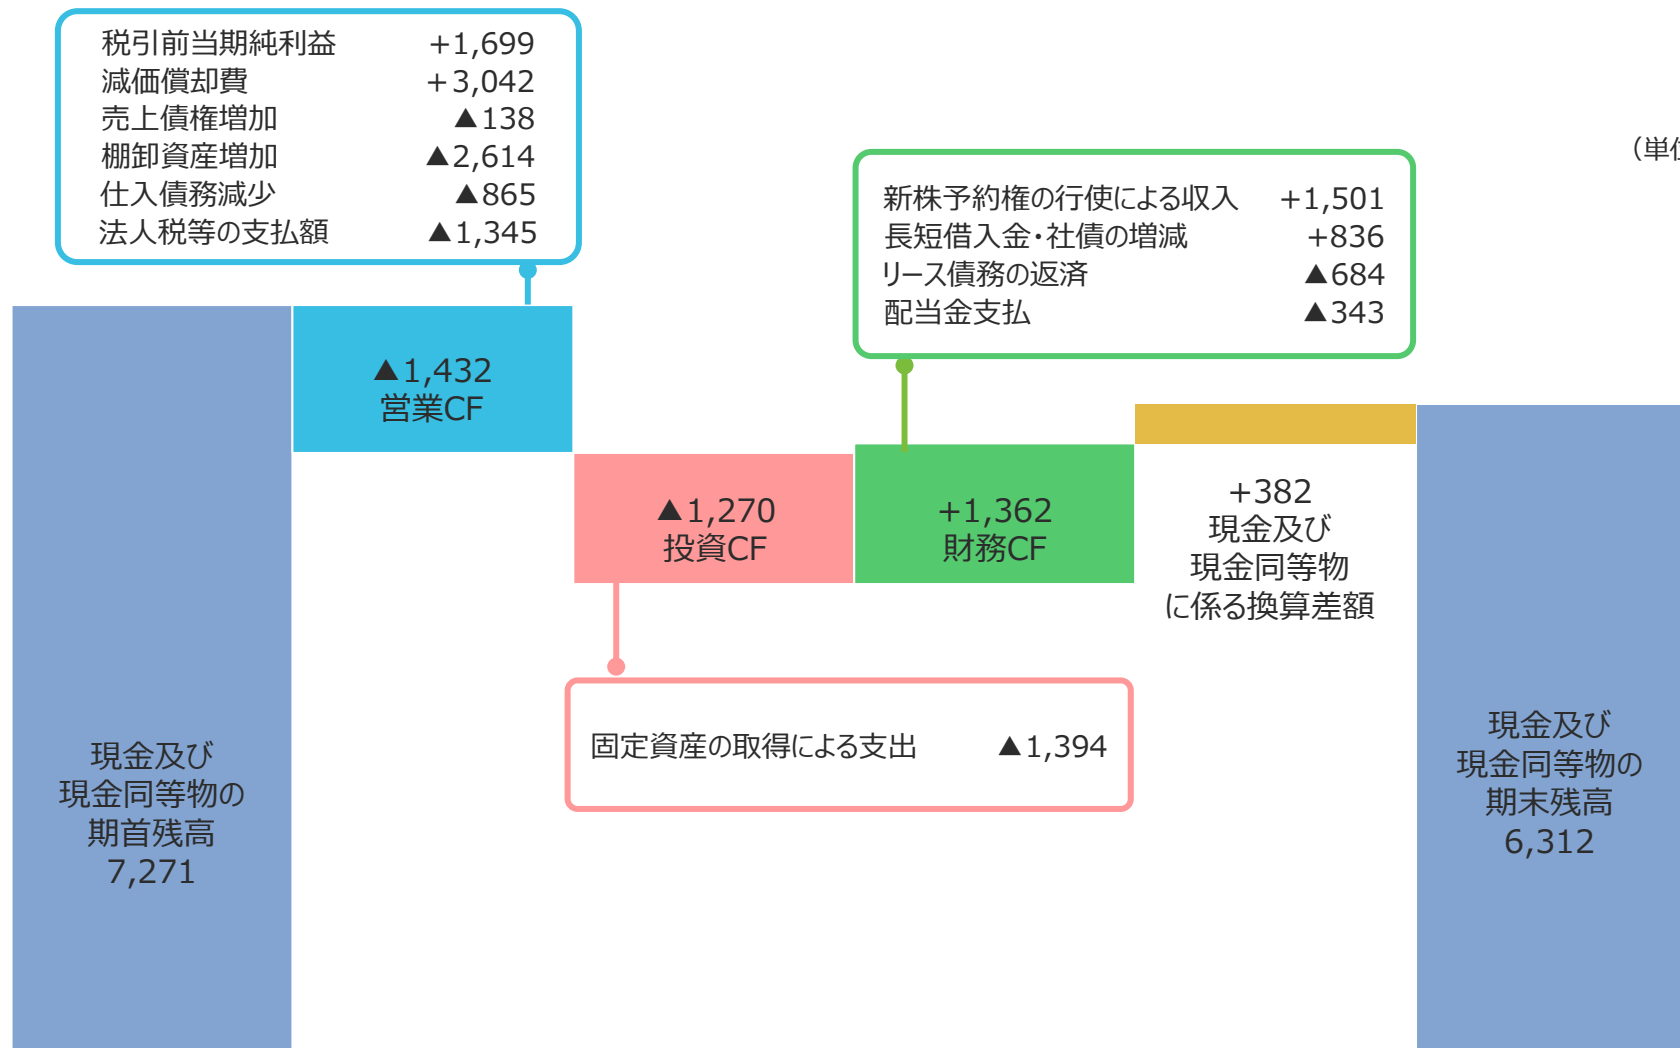 税引前当期純利益 +1,699
減価償却費 +3,042
売上債権増加 ▲138
棚卸資産増加 ▲2,614
仕入債務減少 ▲865
法人税等の支払額 ▲1,345
（単位
新株予約権の行使による収入 +1,501
長短借入金・社債の増減 +836
リース債務の返済 ▲684
配当金支払 ▲343
▲1,432
営業CF
▲1,270
投資CF
+1,362
財務CF
+382
現金及び
現金同等物
に係る換算差額
固定資産の取得による支出 ▲1,394
現金及び
現金同等物の
期首残高
7,271
現金及び
現金同等物の
期末残高
6,312